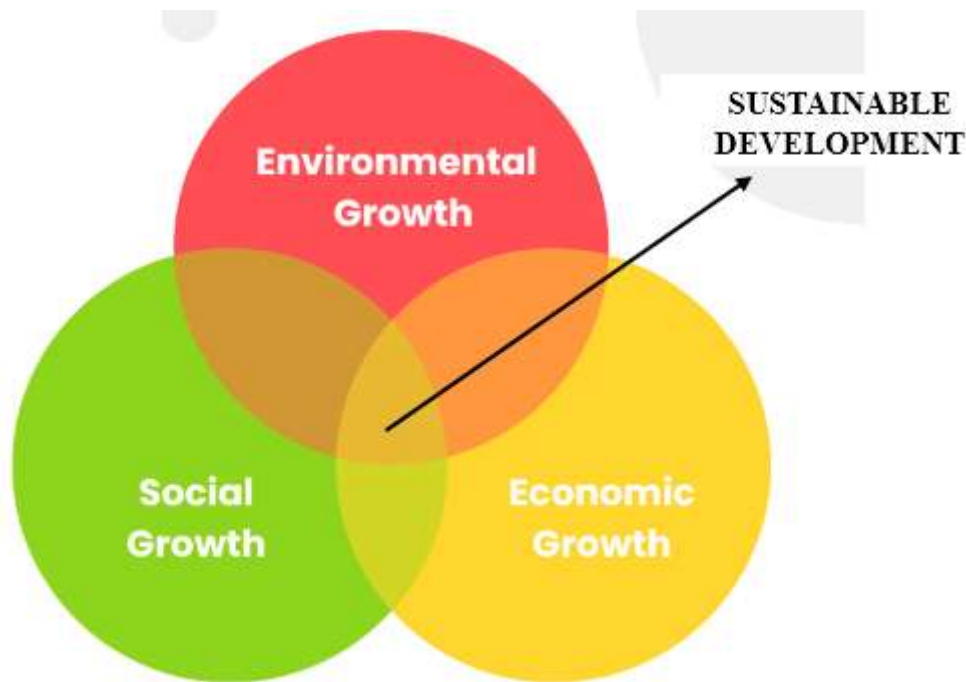 SUSTAINABLE
DEVELOPMENT
Environmental
Growth
Social
Growth
Economic
Growth